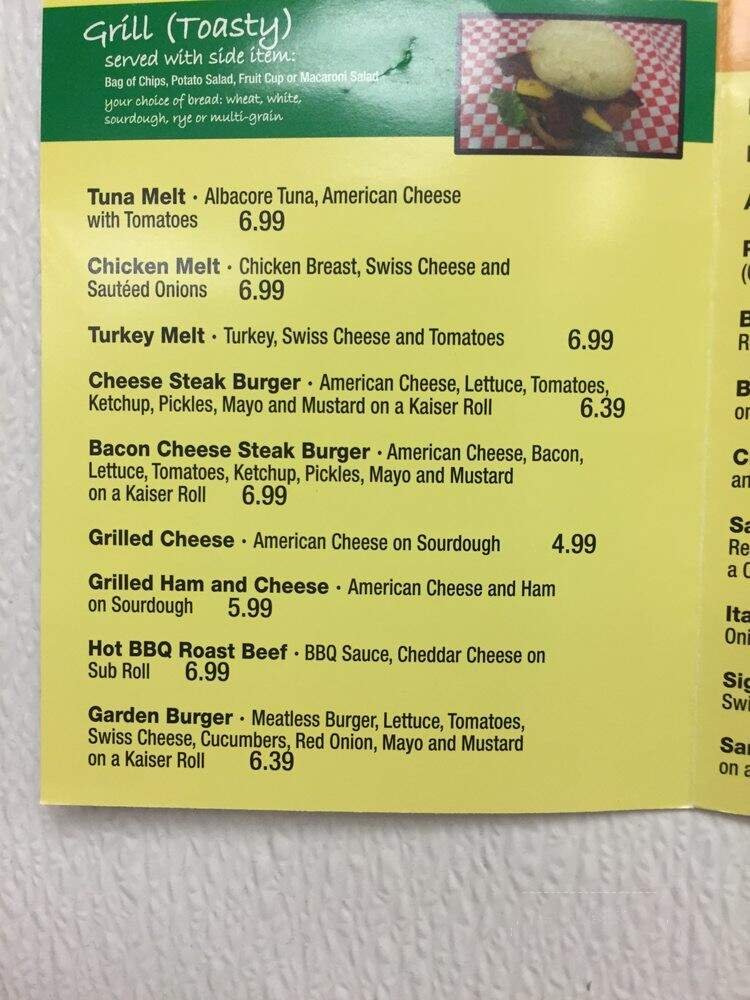 Grill (Toasty)
served with side item:
Bag of Chips, Potato Salad, Fruit Cup or Macaroni Salad
your choice of bread: wheat, white,
sourdough, rye or multi-grain
Tuna Melt · Albacore Tuna, American Cheese
with Tomatoes 6.99
Chicken Melt · Chicken Breast, Swiss Cheese and
Sautéed Onions 6.99
Turkey Melt · Turkey, Swiss Cheese and Tomatoes 6.99
Cheese Steak Burger · American Cheese, Lettuce, Tomatoes,
Ketchup, Pickles, Mayo and Mustard on a Kaiser Roll 6.39
Bacon Cheese Steak Burger · American Cheese, Bacon,
Lettuce, Tomatoes, Ketchup, Pickles, Mayo and Mustard
on a Kaiser Roll 6.99
Grilled Cheese · American Cheese on Sourdough 4.99
Grilled Ham and Cheese · American Cheese and Ham
on Sourdough 5.99
Hot BBQ Roast Beef · BBQ Sauce, Cheddar Cheese on
Sub Roll 6.99
Garden Burger · Meatless Burger, Lettuce, Tomatoes,
Swiss Cheese, Cucumbers, Red Onion, Mayo and Mustard
on a Kaiser Roll 6.39
on a